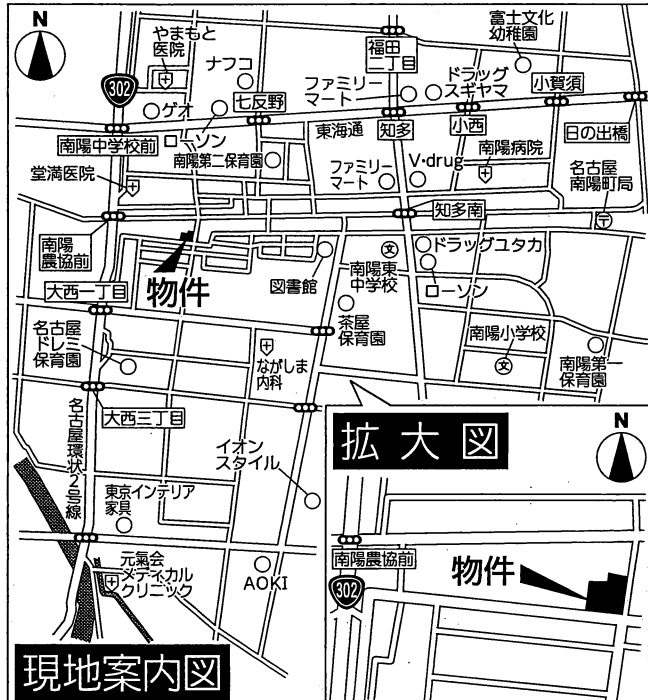 N
やまもと
医院
302
ナフコ
ゲオ
ローソン
七反野
南陽中学校前
南陽第二保育園
堂満医院
福田
二丁目
ファミリー
マート
ドラッグ
スギヤマ
富士文化
幼稚園
小賀須
東海通
知多
小西
日の出橋
ファミリー
マート
V・drug
南陽病院
名古屋
南陽町局
〒
知多南
南陽
農協前
物件
図書館
文
南陽東
中学校
ドラッグユタカ
ローソン
大西一丁目
名古屋
ドレミ
保育園
ながしま
内科
茶屋
保育園
南陽小学校
文
南陽第一
保育園
大西三丁目
名古屋環状2号線
イオン
スタイル
東京インテリア
家具
元氣会
メディカル
クリニック
AOKI
現地案内図
拡大図
N
南陽農協前
302
物件